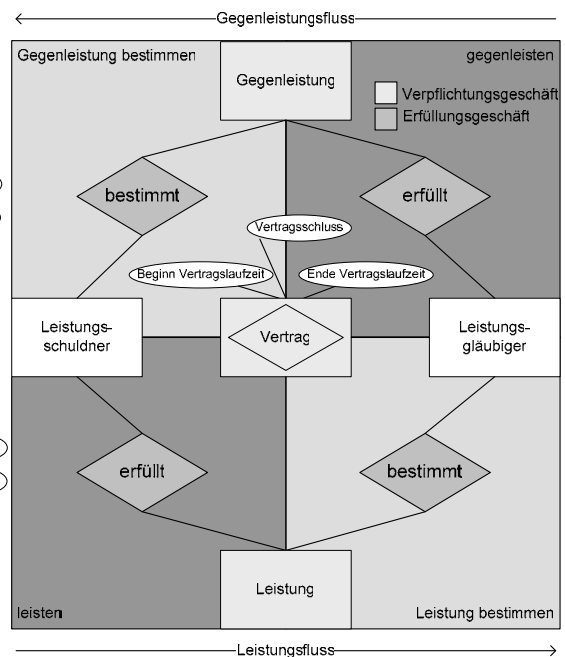 Gegenleistungsfluss
Gegenleistung bestimmen
Gegenleistung
gegenleisten
Verpflichtungsgeschäft
Erfüllungsgeschäft
bestimmt
erfüllt
Vertragsschluss
Beginn Vertragslaufzeit
Ende Vertragslaufzeit
Leistungs-
schuldner
Vertrag
Leistungs-
gläubiger
erfüllt
bestimmt
Leistung
leisten
Leistung bestimmen
Leistungsfluss